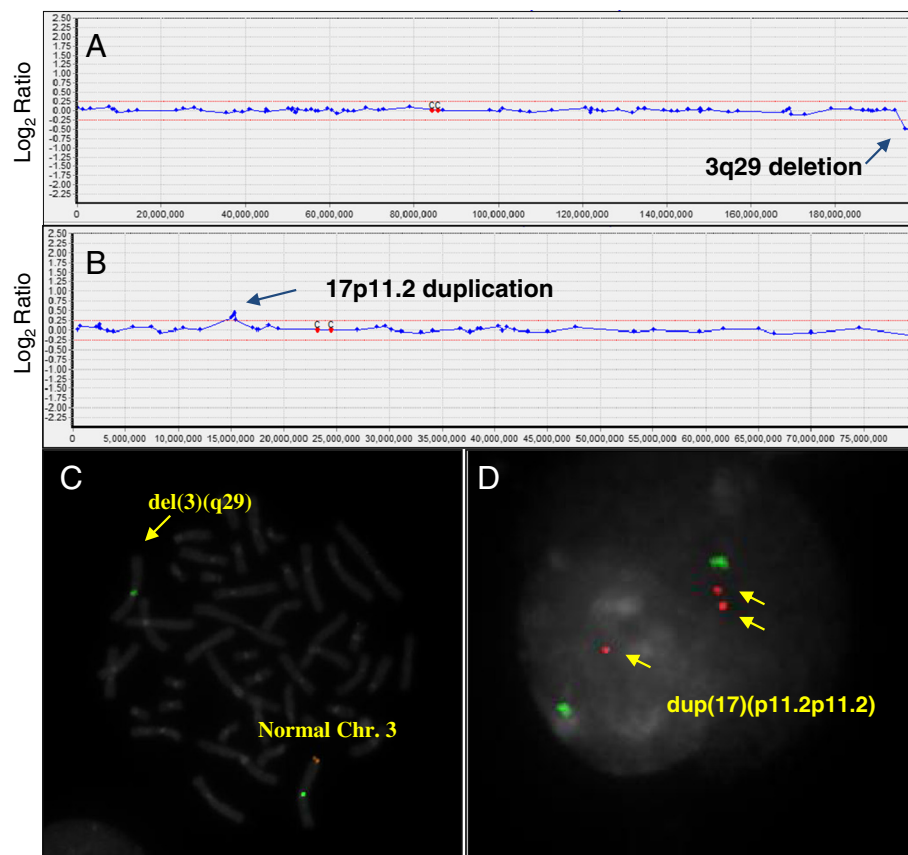 A
Log2 Ratio
2.50
2.25
2.00
1.75
1.50
1.25
1.00
0.75
0.50
0.25
0.00
-0.25
-0.50
-0.75
-1.00
-1.25
-1.50
-1.75
-2.00
-2.25
C C
3q29 deletion
0 20,000,000 40,000,000 60,000,000 80,000,000 100,000,000 120,000,000 140,000,000 160,000,000 180,000,000
B
Log2 Ratio
2.50
2.25
2.00
1.75
1.50
1.25
1.00
0.75
0.50
0.25
0.00
-0.25
-0.50
-0.75
-1.00
-1.25
-1.50
-1.75
-2.00
-2.25
17p11.2 duplication
C C
0 5,000,000 10,000,000 15,000,000 20,000,000 25,000,000 30,000,000 35,000,000 40,000,000 45,000,000 50,000,000 55,000,000 60,000,000 65,000,000 70,000,000 75,000,000
C
del(3)(q29)
Normal Chr. 3
D
dup(17)(p11.2p11.2)